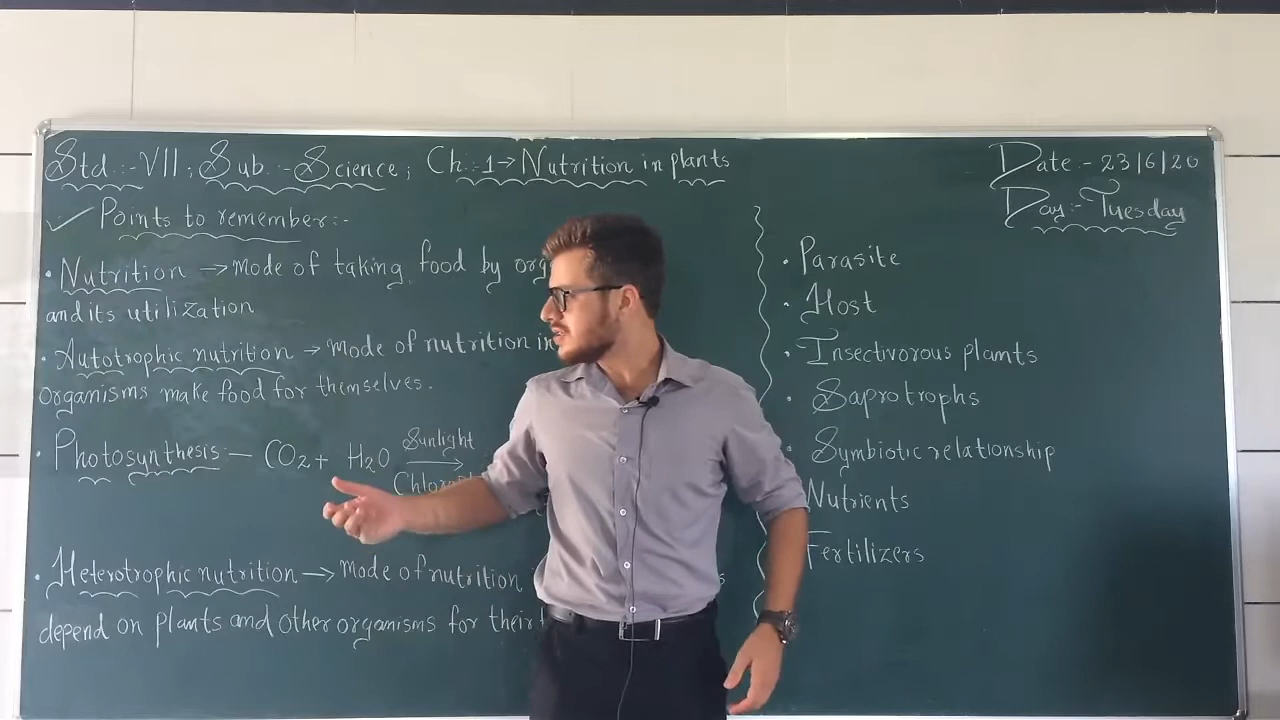 Std.:-VII ; Sub.:-Science ; Ch.:-1→ Nutrition in plants
Date:-23/6/20
Day:-Tuesday
✓ Points to remember:-
• Nutrition → Mode of taking food by
and its utilization
• Autotrophic nutrition → Mode of nutrition in
organisms make food for themselves.
• Photosynthesis — CO2+ H2O Sunlight →
• Heterotrophic nutrition → Mode of nutrition
depend on plants and other organisms for their
• Parasite
• Host
• Insectivorous plants
• Saprotrophs
• Symbiotic relationship
Nutrients
Fertilizers